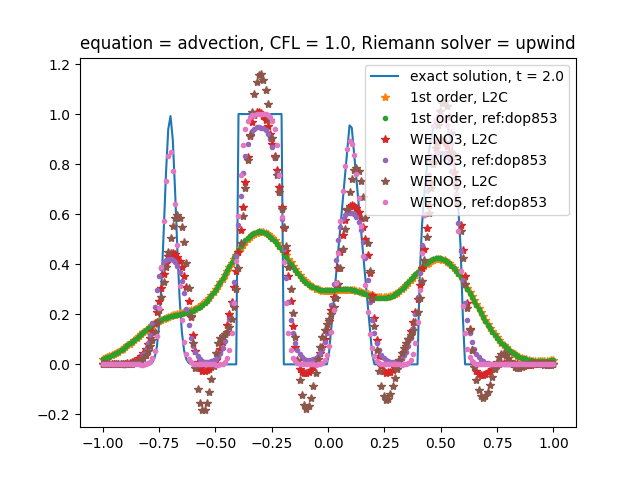 equation = advection, CFL = 1.0, Riemann solver = upwind
exact solution, t = 2.0
1st order, L2C
1st order, ref:dop853
WENO3, L2C
WENO3, ref:dop853
WENO5, L2C
WENO5, ref:dop853
1.2
1.0
0.8
0.6
0.4
0.2
0.0
−0.2
−1.00 −0.75 −0.50 −0.25 0.00 0.25 0.50 0.75 1.00